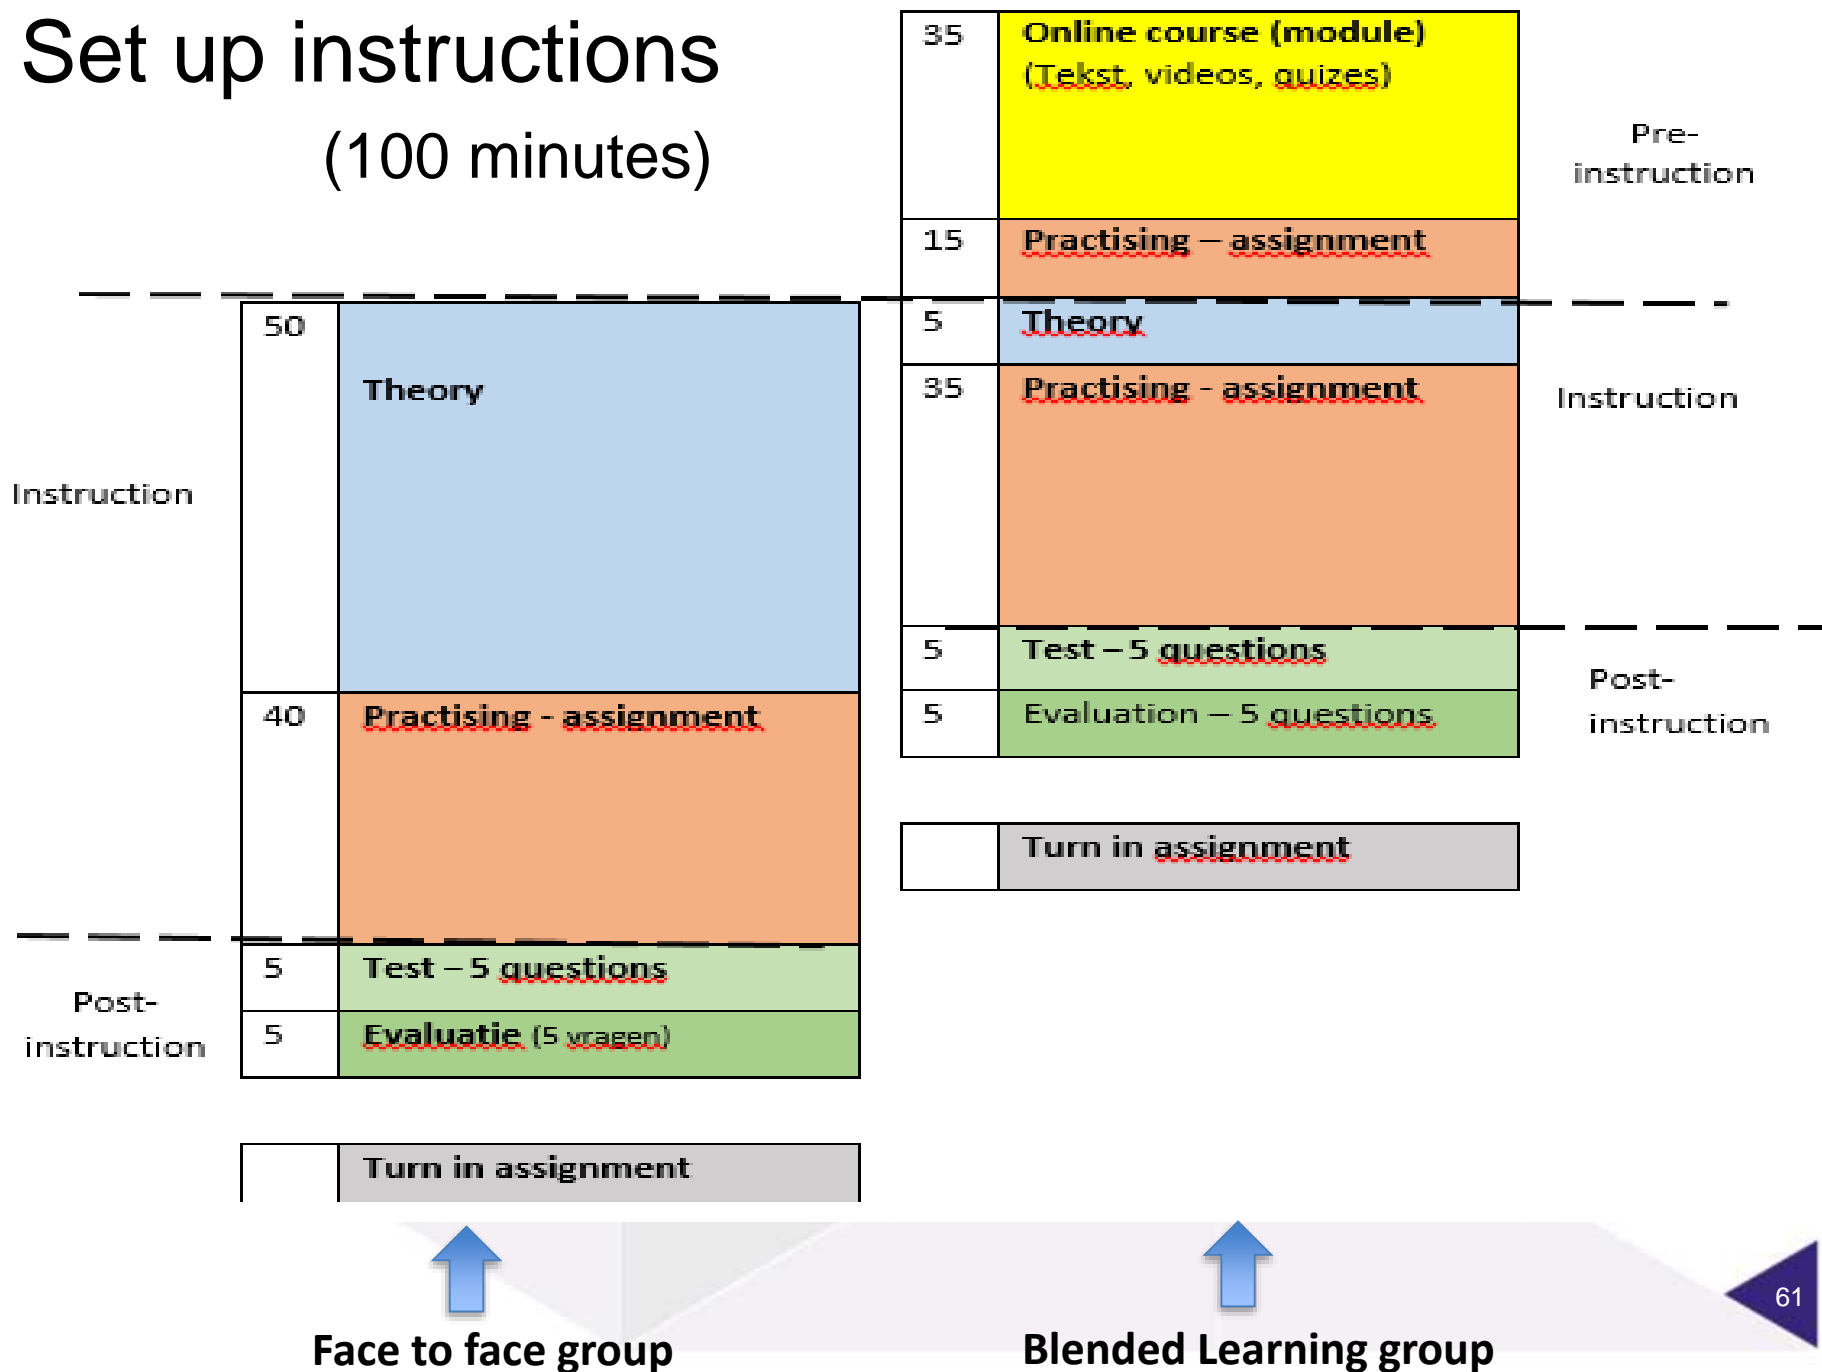 Set up instructions
(100 minutes)
Instruction
50
Theory
40
Practising - assignment
Post-
instruction
5
Test – 5 questions
5
Evaluatie (5 vragen)
Turn in assignment
Face to face group
35
Online course (module)
(Tekst, videos, quizes)
Pre-
instruction
15
Practising – assignment
5
Theory
35
Practising - assignment
Instruction
5
Test – 5 questions
5
Evaluation – 5 questions
Post-
instruction
Turn in assignment
Blended Learning group
61